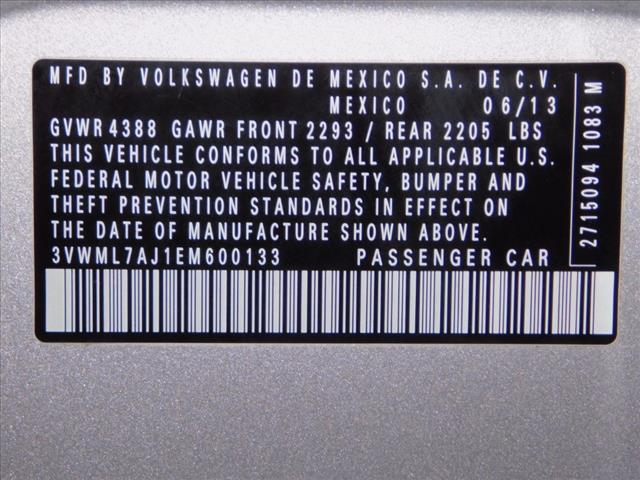 MFD BY VOLKSWAGEN DE MEXICO S.A. DE C.V.
MEXICO 06/13
GVWR 4388 GAWR FRONT 2293 / REAR 2205 LBS
THIS VEHICLE CONFORMS TO ALL APPLICABLE U.S.
FEDERAL MOTOR VEHICLE SAFETY, BUMPER AND
THEFT PREVENTION STANDARDS IN EFFECT ON
THE DATE OF MANUFACTURE SHOWN ABOVE.
3VWML7AJ1EM600133 PASSENGER CAR
2715094 1083 M